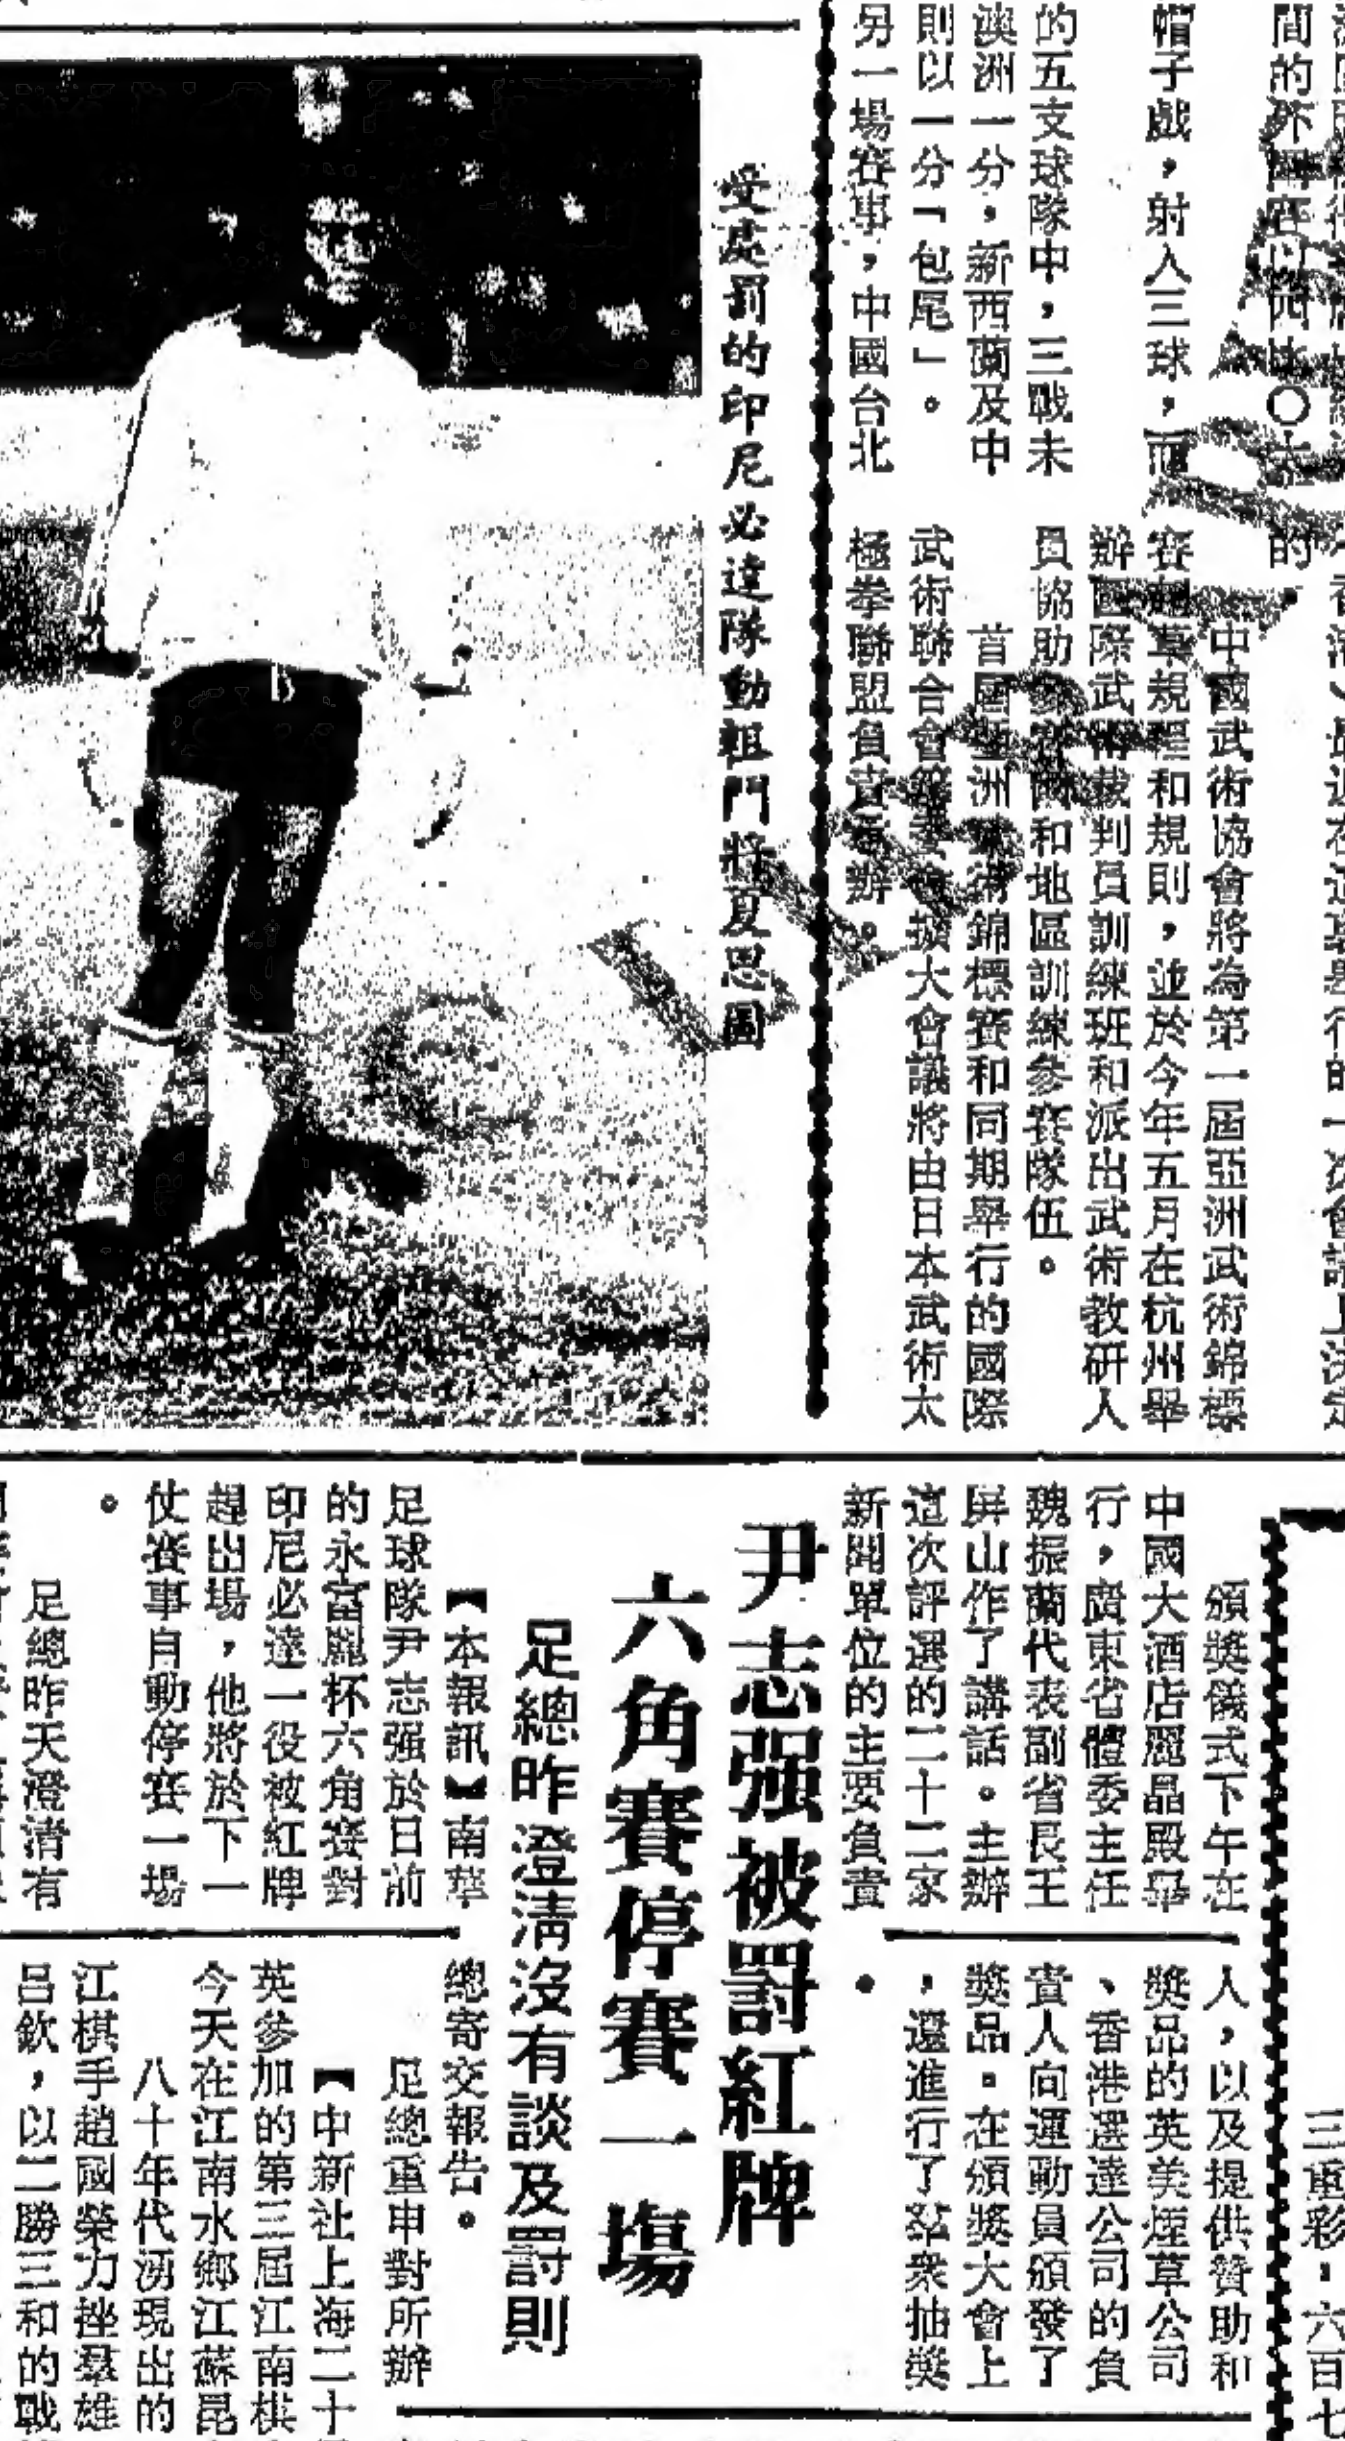 帽子戲，射入三球，而
的五支球隊中，三戰未
澳洲一分，新西蘭及中
則以一分「包尾」。
另一場賽事，中國台北
的
中國武術協會將為第一屆亞洲武術錦標
賽草規程和規則，並於今年五月在杭州舉
辦國際武術裁判員訓練班和派出武術教研人
員協助和地區訓練參賽隊伍。
首屆亞洲武術錦標賽和同期舉行的國際
武術聯合會擴大會議將由日本武術太
極拳聯盟負責辦。
受處罰的印尼必達隊動粗門將夏思圖
頒獎儀式下午在
中國大酒店麗晶殿舉
行，廣東省體委主任
魏振蘭代表副省長王
屏山作了講話。主辦
這次評選的二十二家
新聞單位的主要負責
人，以及提供贊助和
獎品的英美煙草公司
、香港選達公司的負
責人向運動員頒發了
獎品。在頒獎大會上
，還進行了羣衆抽獎
。
尹志强被罰紅牌
六角賽停賽一場
足總昨澄清沒有談及罰則
【本報訊】南華
足球隊尹志强於日前
的永富麗杯六角賽對
印尼必達一役被紅牌
趕出場，他將於下一
仗賽事自動停賽一場
。
足總昨天澄清有
總寄交報告。
足總重申對所辦
【中新社上海二十
英參加的第三屆江南棋
今天在江南水鄉江蘇昆
八十年代湧現出的
江棋手趙國榮力挫羣雄
呂欽，以二勝三和的戰
三重彩：六百七